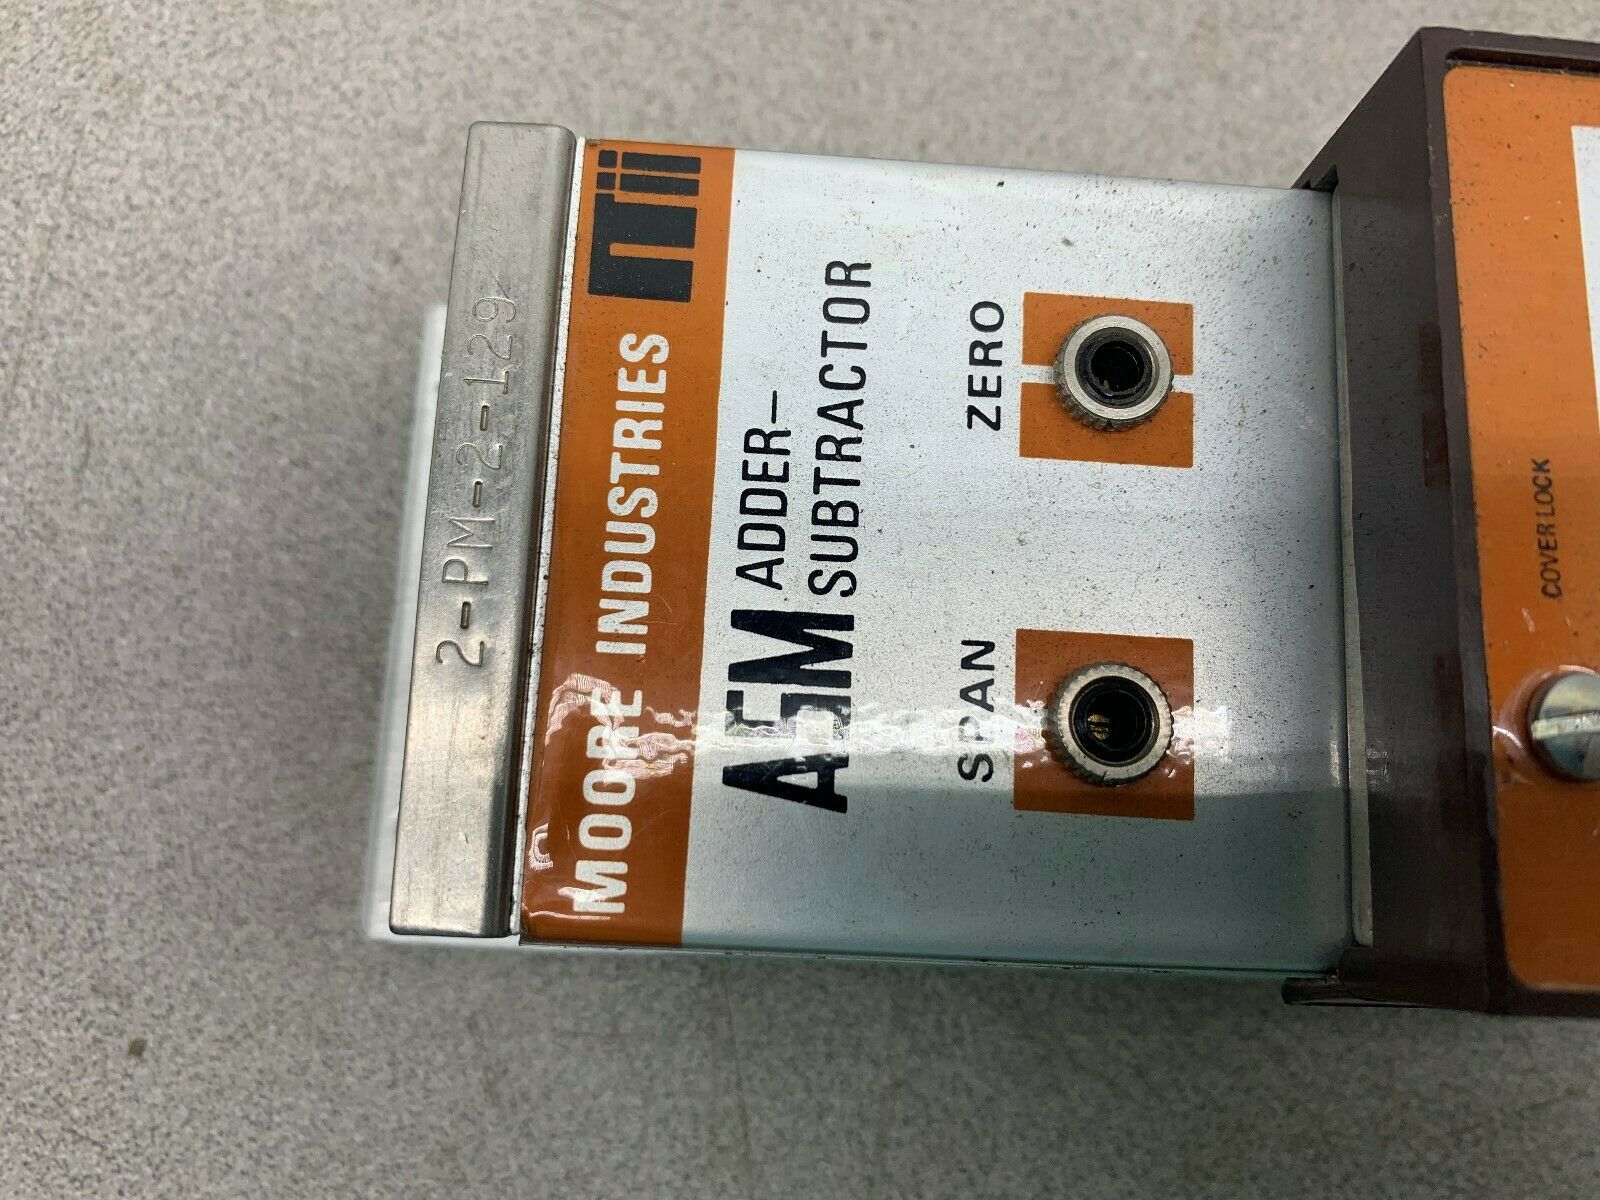 2-PM-2-129
MOORE INDUSTRIES
AGM ADDER-
SUBTRACTOR
SPAN
ZERO
COVER LOCK